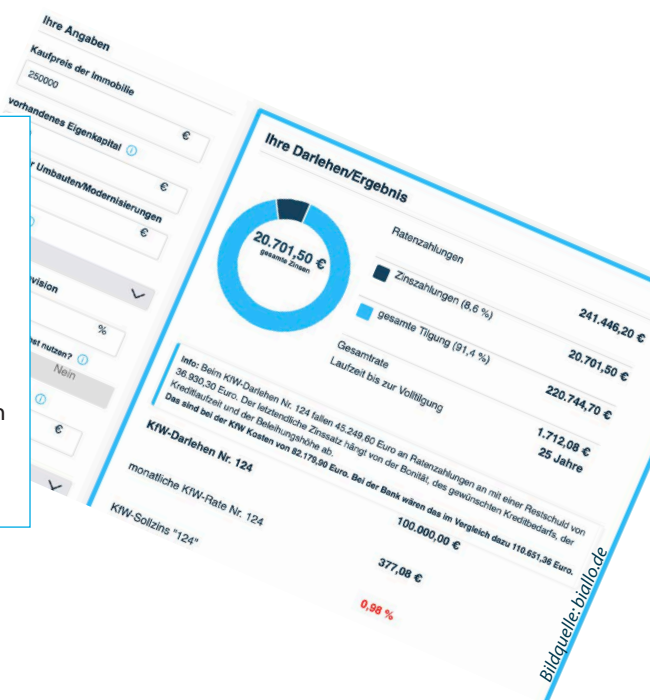 Ihre Angaben
Kaufpreis der Immobilie
250000
€
vorhandenes Eigenkapital
€
r Umbauten/Modernisierungen
€
vision
%
st nutzen?
Nein
€
n
Ihre Darlehen/Ergebnis
20.701,50 €
gesamte Zinsen
Ratenzahlungen
241.446,20 €
Zinszahlungen (8,6 %)
20.701,50 €
gesamte Tilgung (91,4 %)
220.744,70 €
Gesamtrate
1.712,08 €
Laufzeit bis zur Volltilgung
25 Jahre
Info: Beim KfW-Darlehen Nr. 124 fallen 45.249,60 Euro an Ratenzahlungen an mit einer Restschuld von
36.930,30 Euro. Der letztendliche Zinssatz hängt von der Bonität, des gewünschten Kreditbedarfs, der
Kreditlaufzeit und der Beleihungshöhe ab.
Das sind bei der KfW Kosten von 82.179,90 Euro. Bei der Bank wären das im Vergleich dazu 110.651,36 Euro.
KfW-Darlehen Nr. 124
100.000,00 €
monatliche KfW-Rate Nr. 124
377,08 €
KfW-Sollzins "124"
0,98 %
Bildquelle: biallo.de